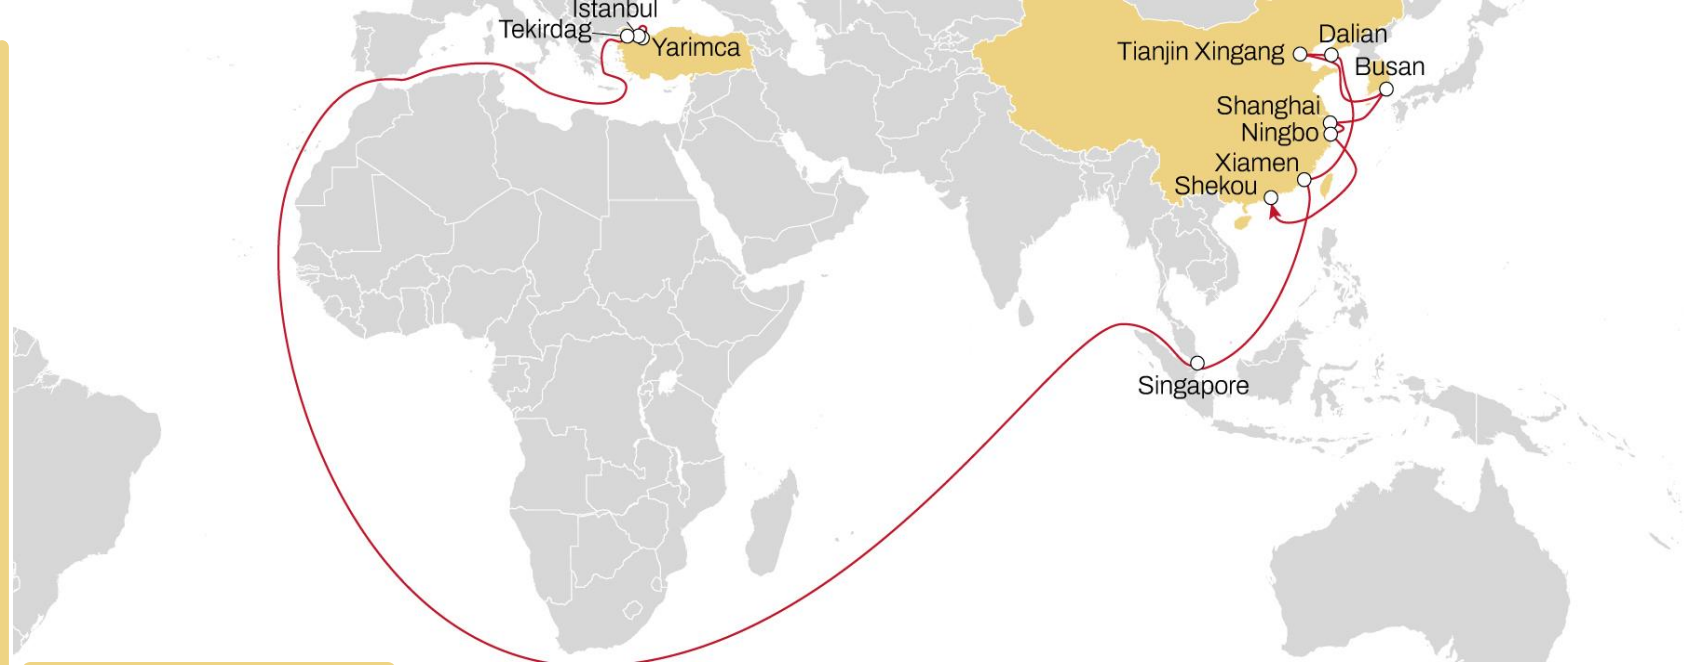 Istanbul
Tekirdag
Yarimca
Dalian
Tianjin Xingang
Busan
Shanghai
Ningbo
Xiamen
Shekou
Singapore